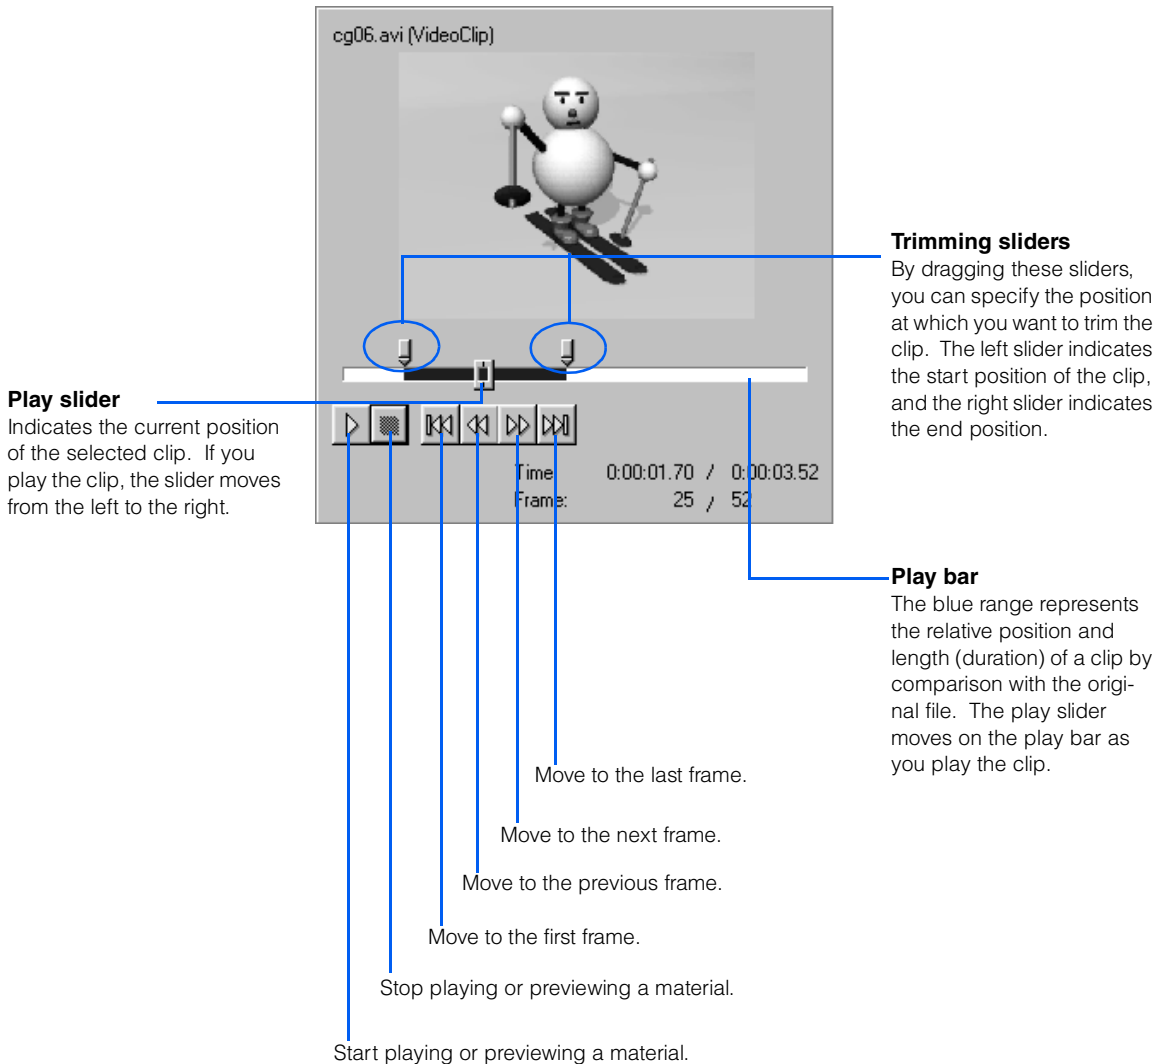 cg06.avi (VideoClip)
Trimming sliders
By dragging these sliders,
you can specify the position
at which you want to trim the
clip. The left slider indicates
the start position of the clip,
and the right slider indicates
the end position.
Play slider
Indicates the current position
of the selected clip. If you
play the clip, the slider moves
from the left to the right.
Time: 0:00:01.70 / 0:00:03.52
Frame: 25 / 52
Play bar
The blue range represents
the relative position and
length (duration) of a clip by
comparison with the origi-
nal file. The play slider
moves on the play bar as
you play the clip.
Move to the last frame.
Move to the next frame.
Move to the previous frame.
Move to the first frame.
Stop playing or previewing a material.
Start playing or previewing a material.